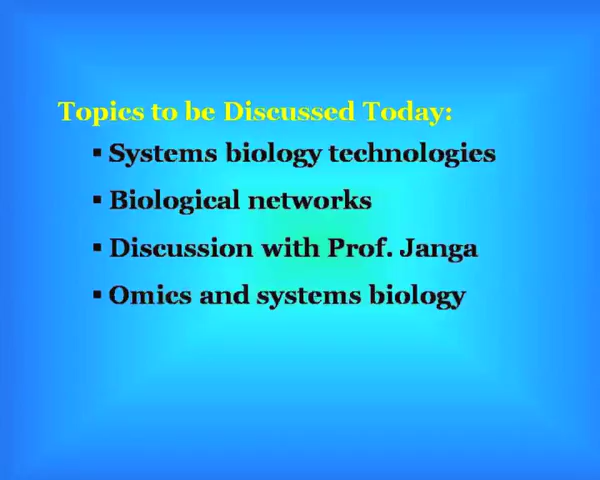 Topics to be Discussed Today:
▪ Systems biology technologies
▪ Biological networks
▪ Discussion with Prof. Janga
▪ Omics and systems biology